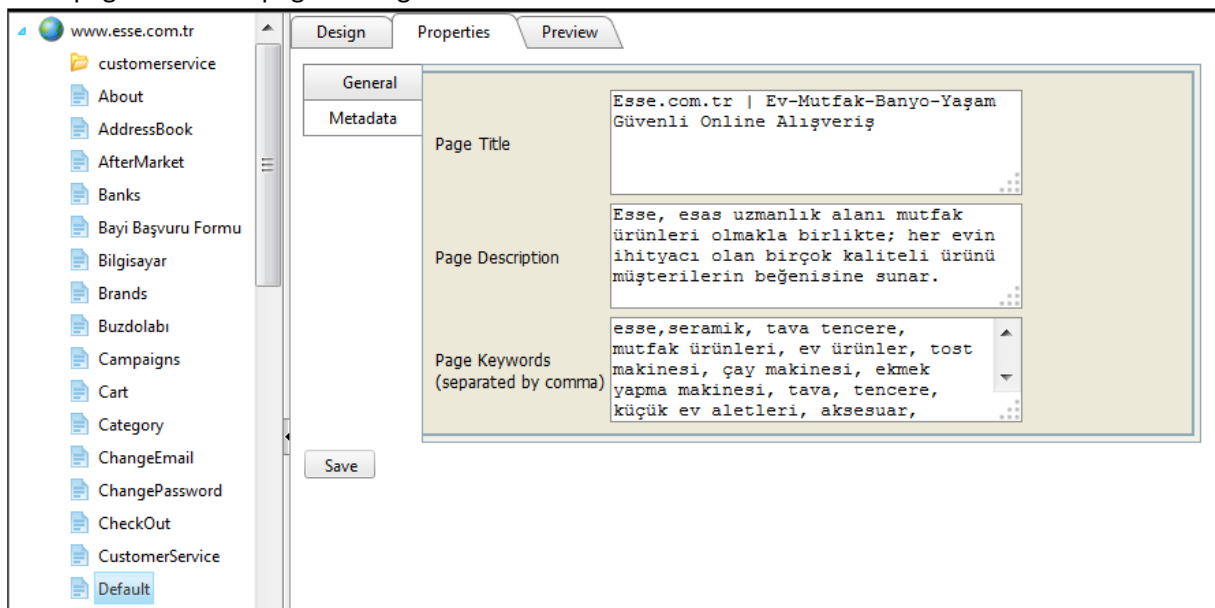 www.esse.com.tr
customerservice
About
AddressBook
AfterMarket
Banks
Bayi Başvuru Formu
Bilgisayar
Brands
Buzdolabı
Campaigns
Cart
Category
ChangeEmail
ChangePassword
CheckOut
CustomerService
Default
Design Properties Preview
General
Metadata
Page Title
Esse.com.tr | Ev-Mutfak-Banyo-Yaşam
Güvenli Online Alışveriş
Page Description
Esse, esas uzmanlık alanı mutfak
ürünleri olmakla birlikte; her evin
ihityacı olan birçok kaliteli ürünü
müşterilerin beğenisine sunar.
Page Keywords
(separated by comma)
esse,seramik, tava tencere,
mutfak ürünleri, ev ürünler, tost
makinesi, çay makinesi, ekmek
yapma makinesi, tava, tencere,
küçük ev aletleri, aksesuar,
Save